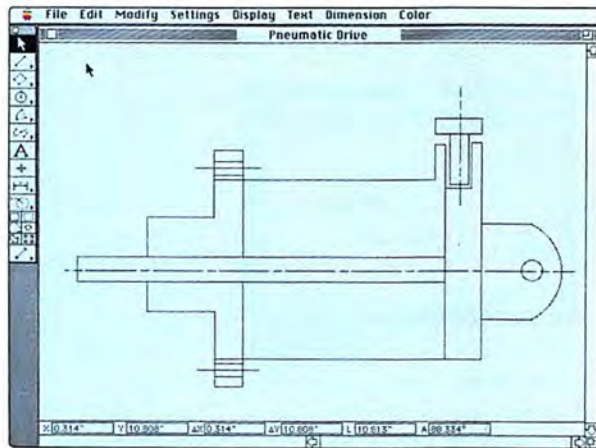 File Edit Modify Settings Display Text Dimension Color
Pneumatic Drive
A
X 0.314" Y 10.808" ΔX 0.314" ΔY 10.808" L 10.813" A 88.334°